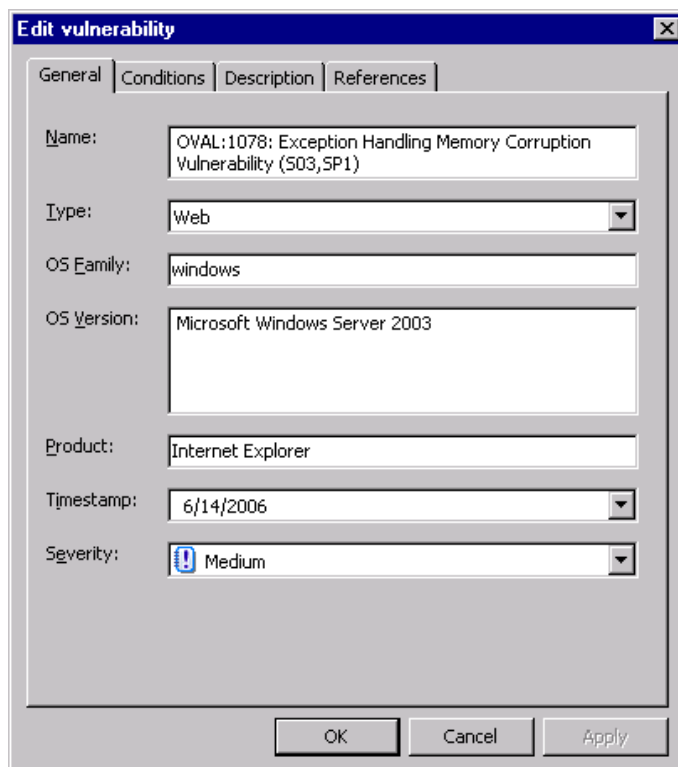 Edit vulnerability
General Conditions Description References
Name: OVAL:1078: Exception Handling Memory Corruption
Vulnerability (S03,SP1)
Type: Web
OS Family: windows
OS Version: Microsoft Windows Server 2003
Product: Internet Explorer
Timestamp: 6/14/2006
Severity: Medium
OK Cancel Apply